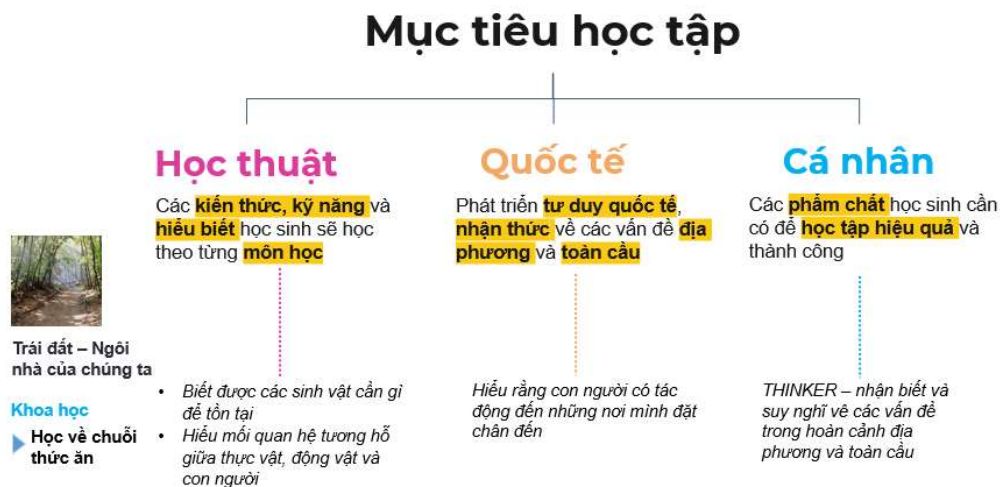 Mục tiêu học tập
Học thuật
Các kiến thức, kỹ năng và
hiểu biết học sinh sẽ học
theo từng môn học
Quốc tế
Phát triển tư duy quốc tế,
nhận thức về các vấn đề địa
phương và toàn cầu
Cá nhân
Các phẩm chất học sinh cần
có để học tập hiệu quả và
thành công
Trái đất – Ngôi
nhà của chúng ta
Khoa học
Học về chuỗi
thức ăn
• Biết được các sinh vật cần gì
để tồn tại
• Hiểu mối quan hệ tương hỗ
giữa thực vật, động vật và
con người
Hiểu rằng con người có tác
động đến những nơi mình đặt
chân đến
THINKER – nhận biết và
suy nghĩ vê các vấn đề
trong hoàn cảnh địa
phương và toàn cầu